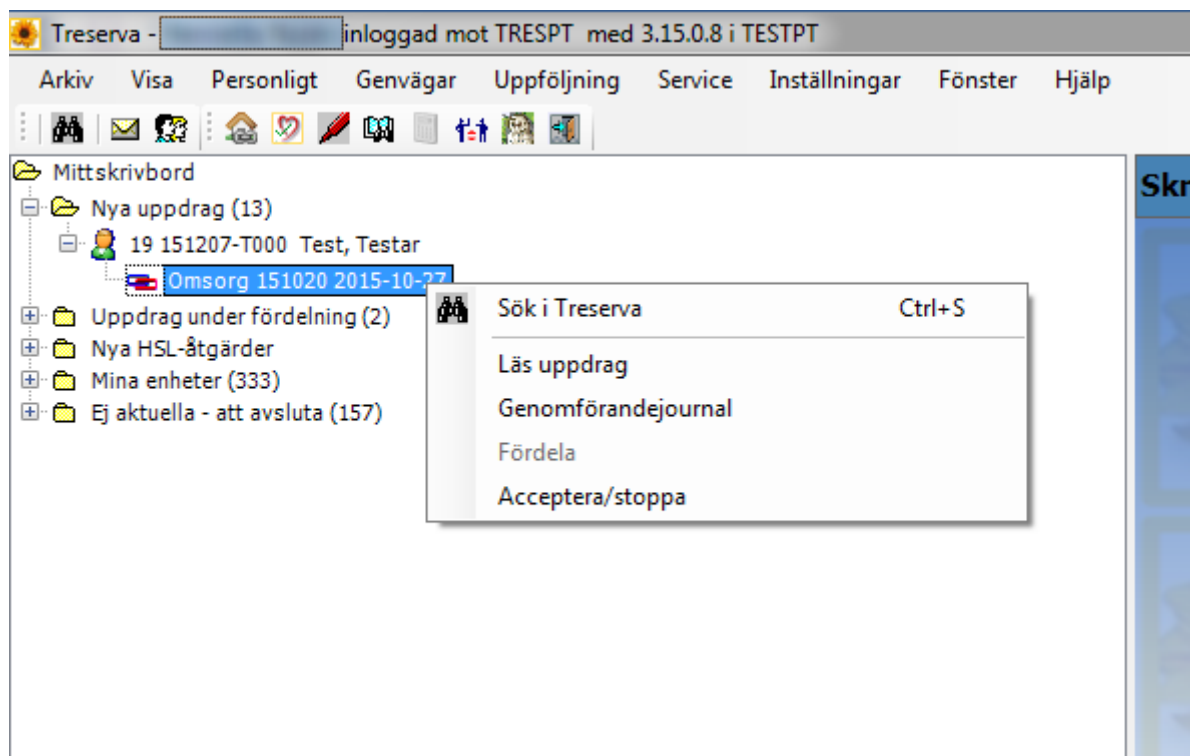 Treserva - inloggad mot TRESPT med 3.15.0.8 i TESTPT
Arkiv Visa Personligt Genvägar Uppföljning Service Inställningar Fönster Hjälp
Mittskrivbord
Nya uppdrag (13)
19 151207-T000 Test, Testar
Omsorg 151020 2015-10-27
Uppdrag under fördelning (2)
Nya HSL-åtgärder
Mina enheter (333)
Ej aktuella - att avsluta (157)
Sök i Treserva Ctrl+S
Läs uppdrag
Genomförandejournal
Fördela
Acceptera/stoppa
Skr